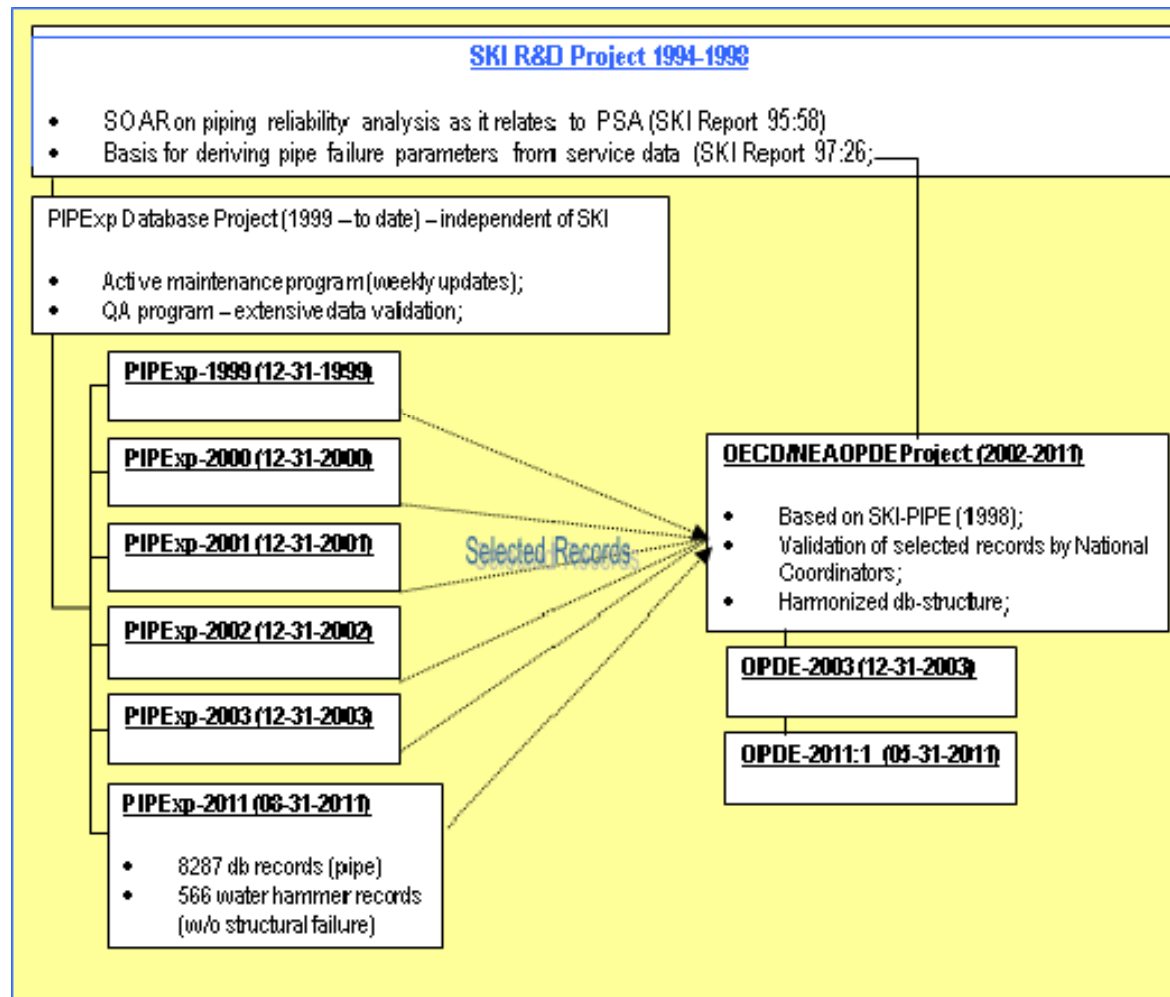 SKI R&D Project 1994-1998
• SOAR on piping reliability analysis as it relates to PSA (SKI Report 95:58)
• Basis for deriving pipe failure parameters from service data (SKI Report 97:26;
PIPExp Database Project (1999 – to date) – independent of SKI
• Active maintenance program (weekly updates);
• QA program – extensive data validation;
PIPExp-1999 (12-31-1999)
PIPExp-2000 (12-31-2000)
PIPExp-2001 (12-31-2001)
PIPExp-2002 (12-31-2002)
PIPExp-2003 (12-31-2003)
PIPExp-2011 (08-31-2011)
• 8287 db records (pipe)
• 566 water hammer records
(w/o structural failure)
Selected Records
OECD/NEA OPDE Project (2002-2011)
• Based on SKI-PIPE (1998);
• Validation of selected records by National
Coordinators;
• Harmonized db-structure;
OPDE-2003 (12-31-2003)
OPDE-2011:1 (05-31-2011)